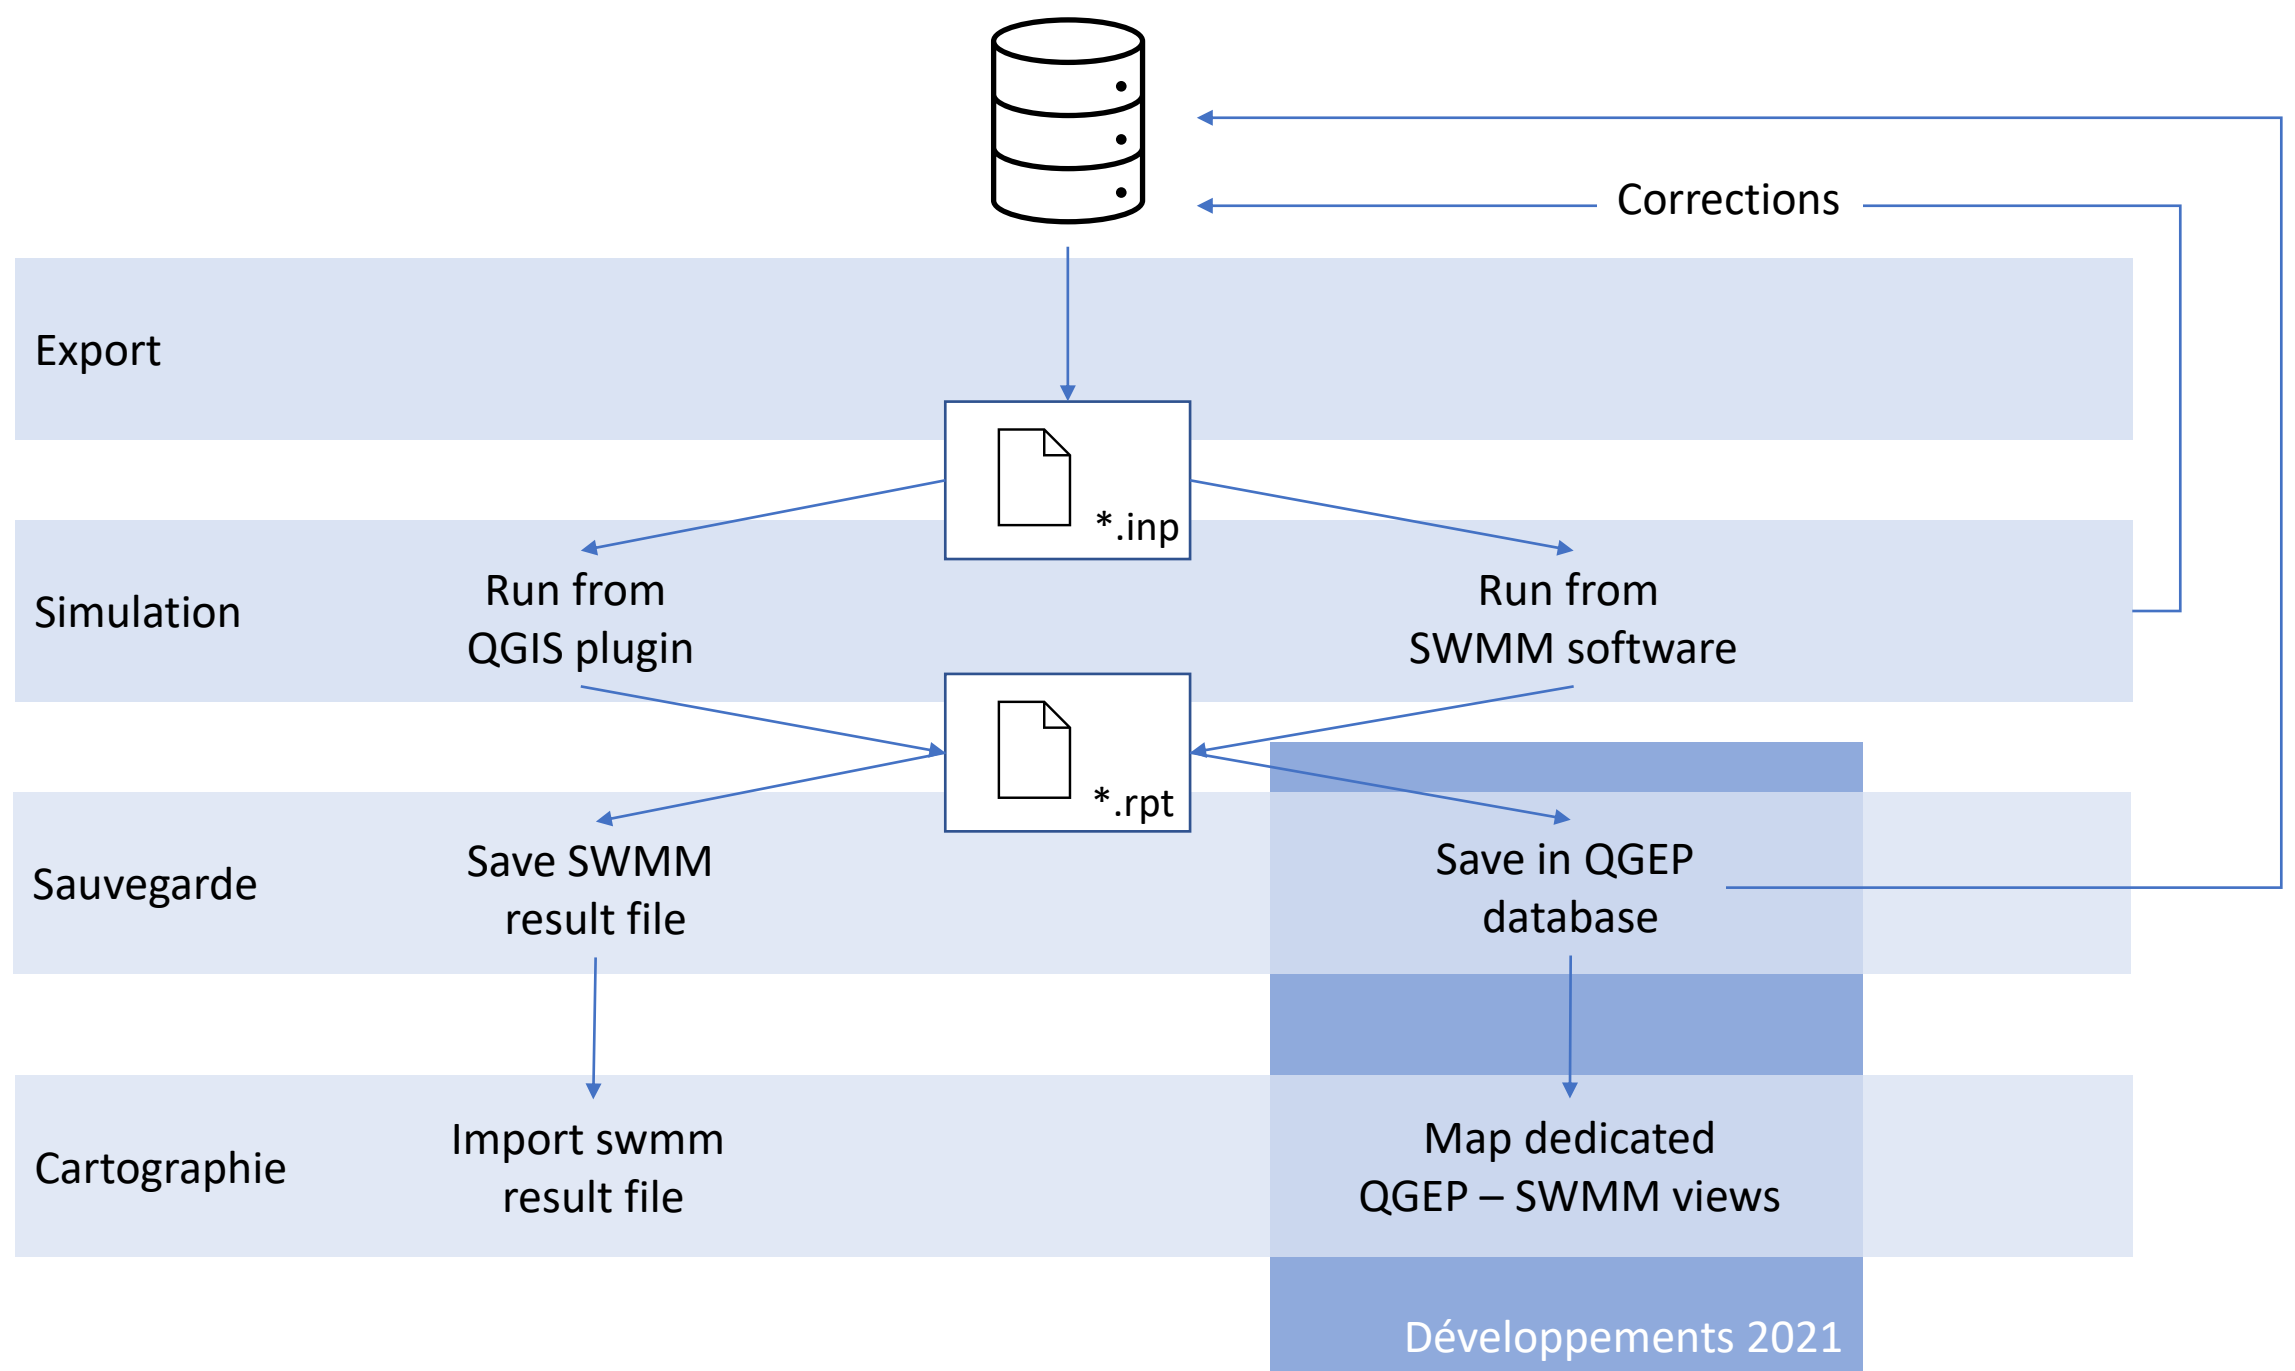 Corrections
Export
*.inp
Simulation
Run from
QGIS plugin
Run from
SWMM software
*.rpt
Sauvegarde
Save SWMM
result file
Save in QGEP
database
Cartographie
Import swmm
result file
Map dedicated
QGEP – SWMM views
Développements 2021